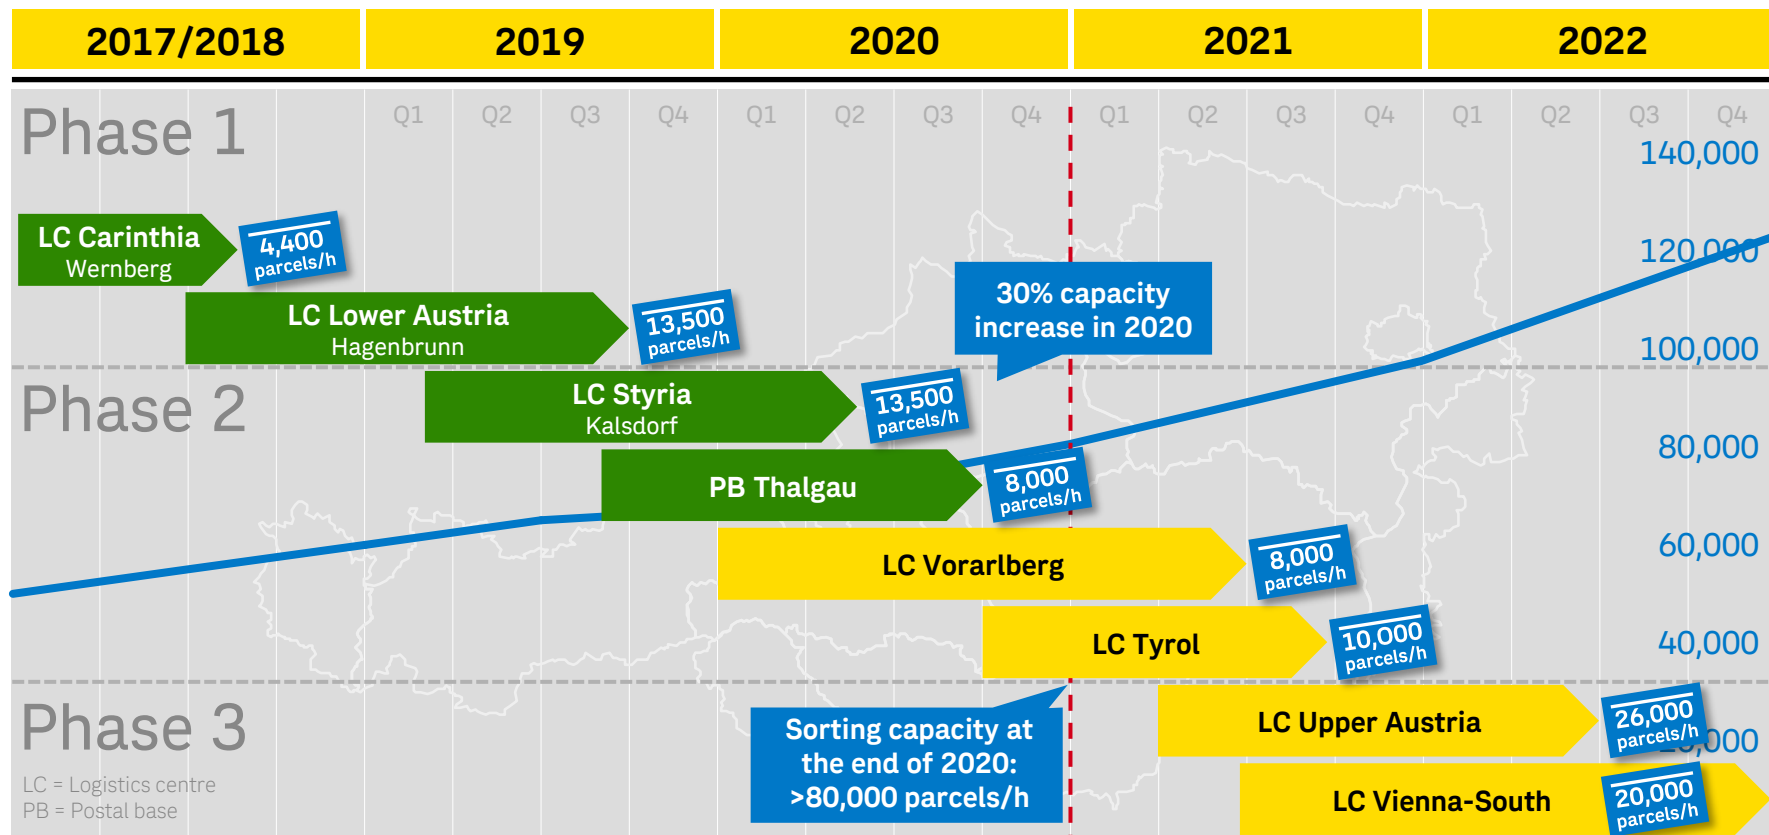 2017/2018 2019 2020 2021 2022
Q1 Q2 Q3 Q4 Q1 Q2 Q3 Q4 Q1 Q2 Q3 Q4 Q1 Q2 Q3 Q4
Phase 1
140,000
LC Carinthia
Wernberg
4,400
parcels/h
120,000
LC Lower Austria
Hagenbrunn
13,500
parcels/h
30% capacity
increase in 2020
100,000
Phase 2
LC Styria
Kalsdorf
13,500
parcels/h
80,000
PB Thalgau
8,000
parcels/h
LC Vorarlberg
8,000
parcels/h
60,000
LC Tyrol
10,000
parcels/h
40,000
Phase 3
Sorting capacity at
the end of 2020:
>80,000 parcels/h
LC Upper Austria
26,000
parcels/h
20,000
LC Vienna-South
20,000
parcels/h
LC = Logistics centre
PB = Postal base